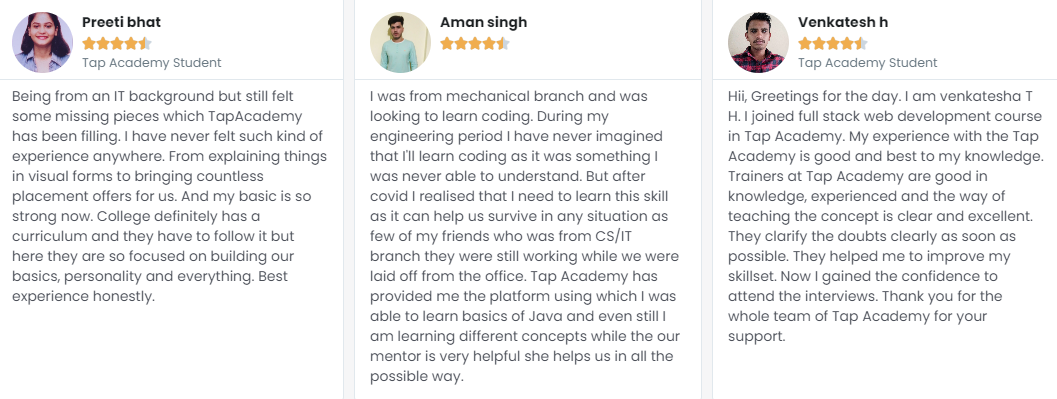 Preeti bhat
Tap Academy Student
Being from an IT background but still felt
some missing pieces which TapAcademy
has been filling. I have never felt such kind of
experience anywhere. From explaining things
in visual forms to bringing countless
placement offers for us. And my basic is so
strong now. College definitely has a
curriculum and they have to follow it but
here they are so focused on building our
basics, personality and everything. Best
experience honestly.
Aman singh
I was from mechanical branch and was
looking to learn coding. During my
engineering period I have never imagined
that I'll learn coding as it was something I
was never able to understand. But after
covid I realised that I need to learn this skill
as it can help us survive in any situation as
few of my friends who was from CS/IT
branch they were still working while we were
laid off from the office. Tap Academy has
provided me the platform using which I was
able to learn basics of Java and even still I
am learning different concepts while the our
mentor is very helpful she helps us in all the
possible way.
Venkatesh h
Tap Academy Student
Hii, Greetings for the day. I am venkatesha T
H. I joined full stack web development course
in Tap Academy. My experience with the Tap
Academy is good and best to my knowledge.
Trainers at Tap Academy are good in
knowledge, experienced and the way of
teaching the concept is clear and excellent.
They clarify the doubts clearly as soon as
possible. They helped me to improve my
skillset. Now I gained the confidence to
attend the interviews. Thank you for the
whole team of Tap Academy for your
support.